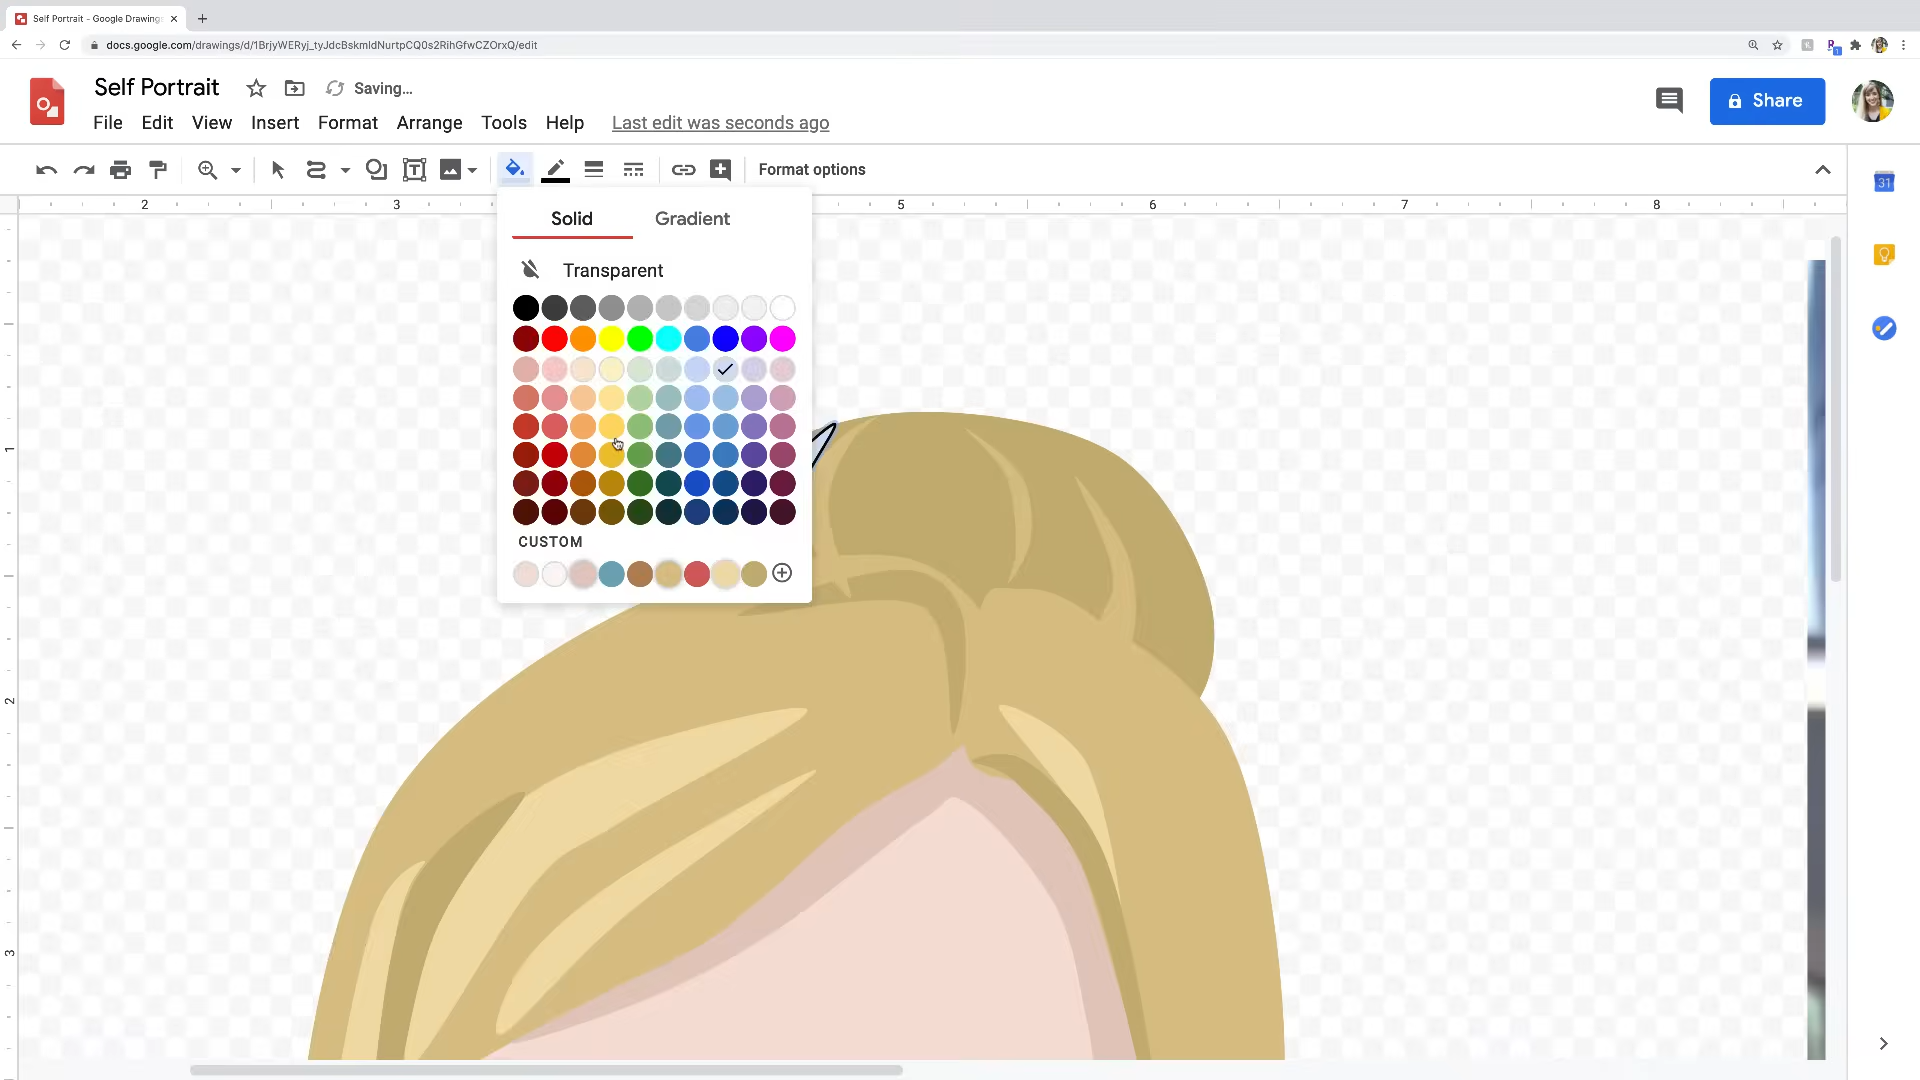 Self Portrait - Google Drawing
docs.google.com/drawings/d/1BrjyWERyj_tyJdcBskmIdNurtpCQ0s2RihGfwCZOrxQ/edit
Self Portrait
Saving...
Share
File Edit View Insert Format Arrange Tools Help Last edit was seconds ago
Format options
31
2 3 5 6 7 8
Solid Gradient
Transparent
1
CUSTOM
2
3